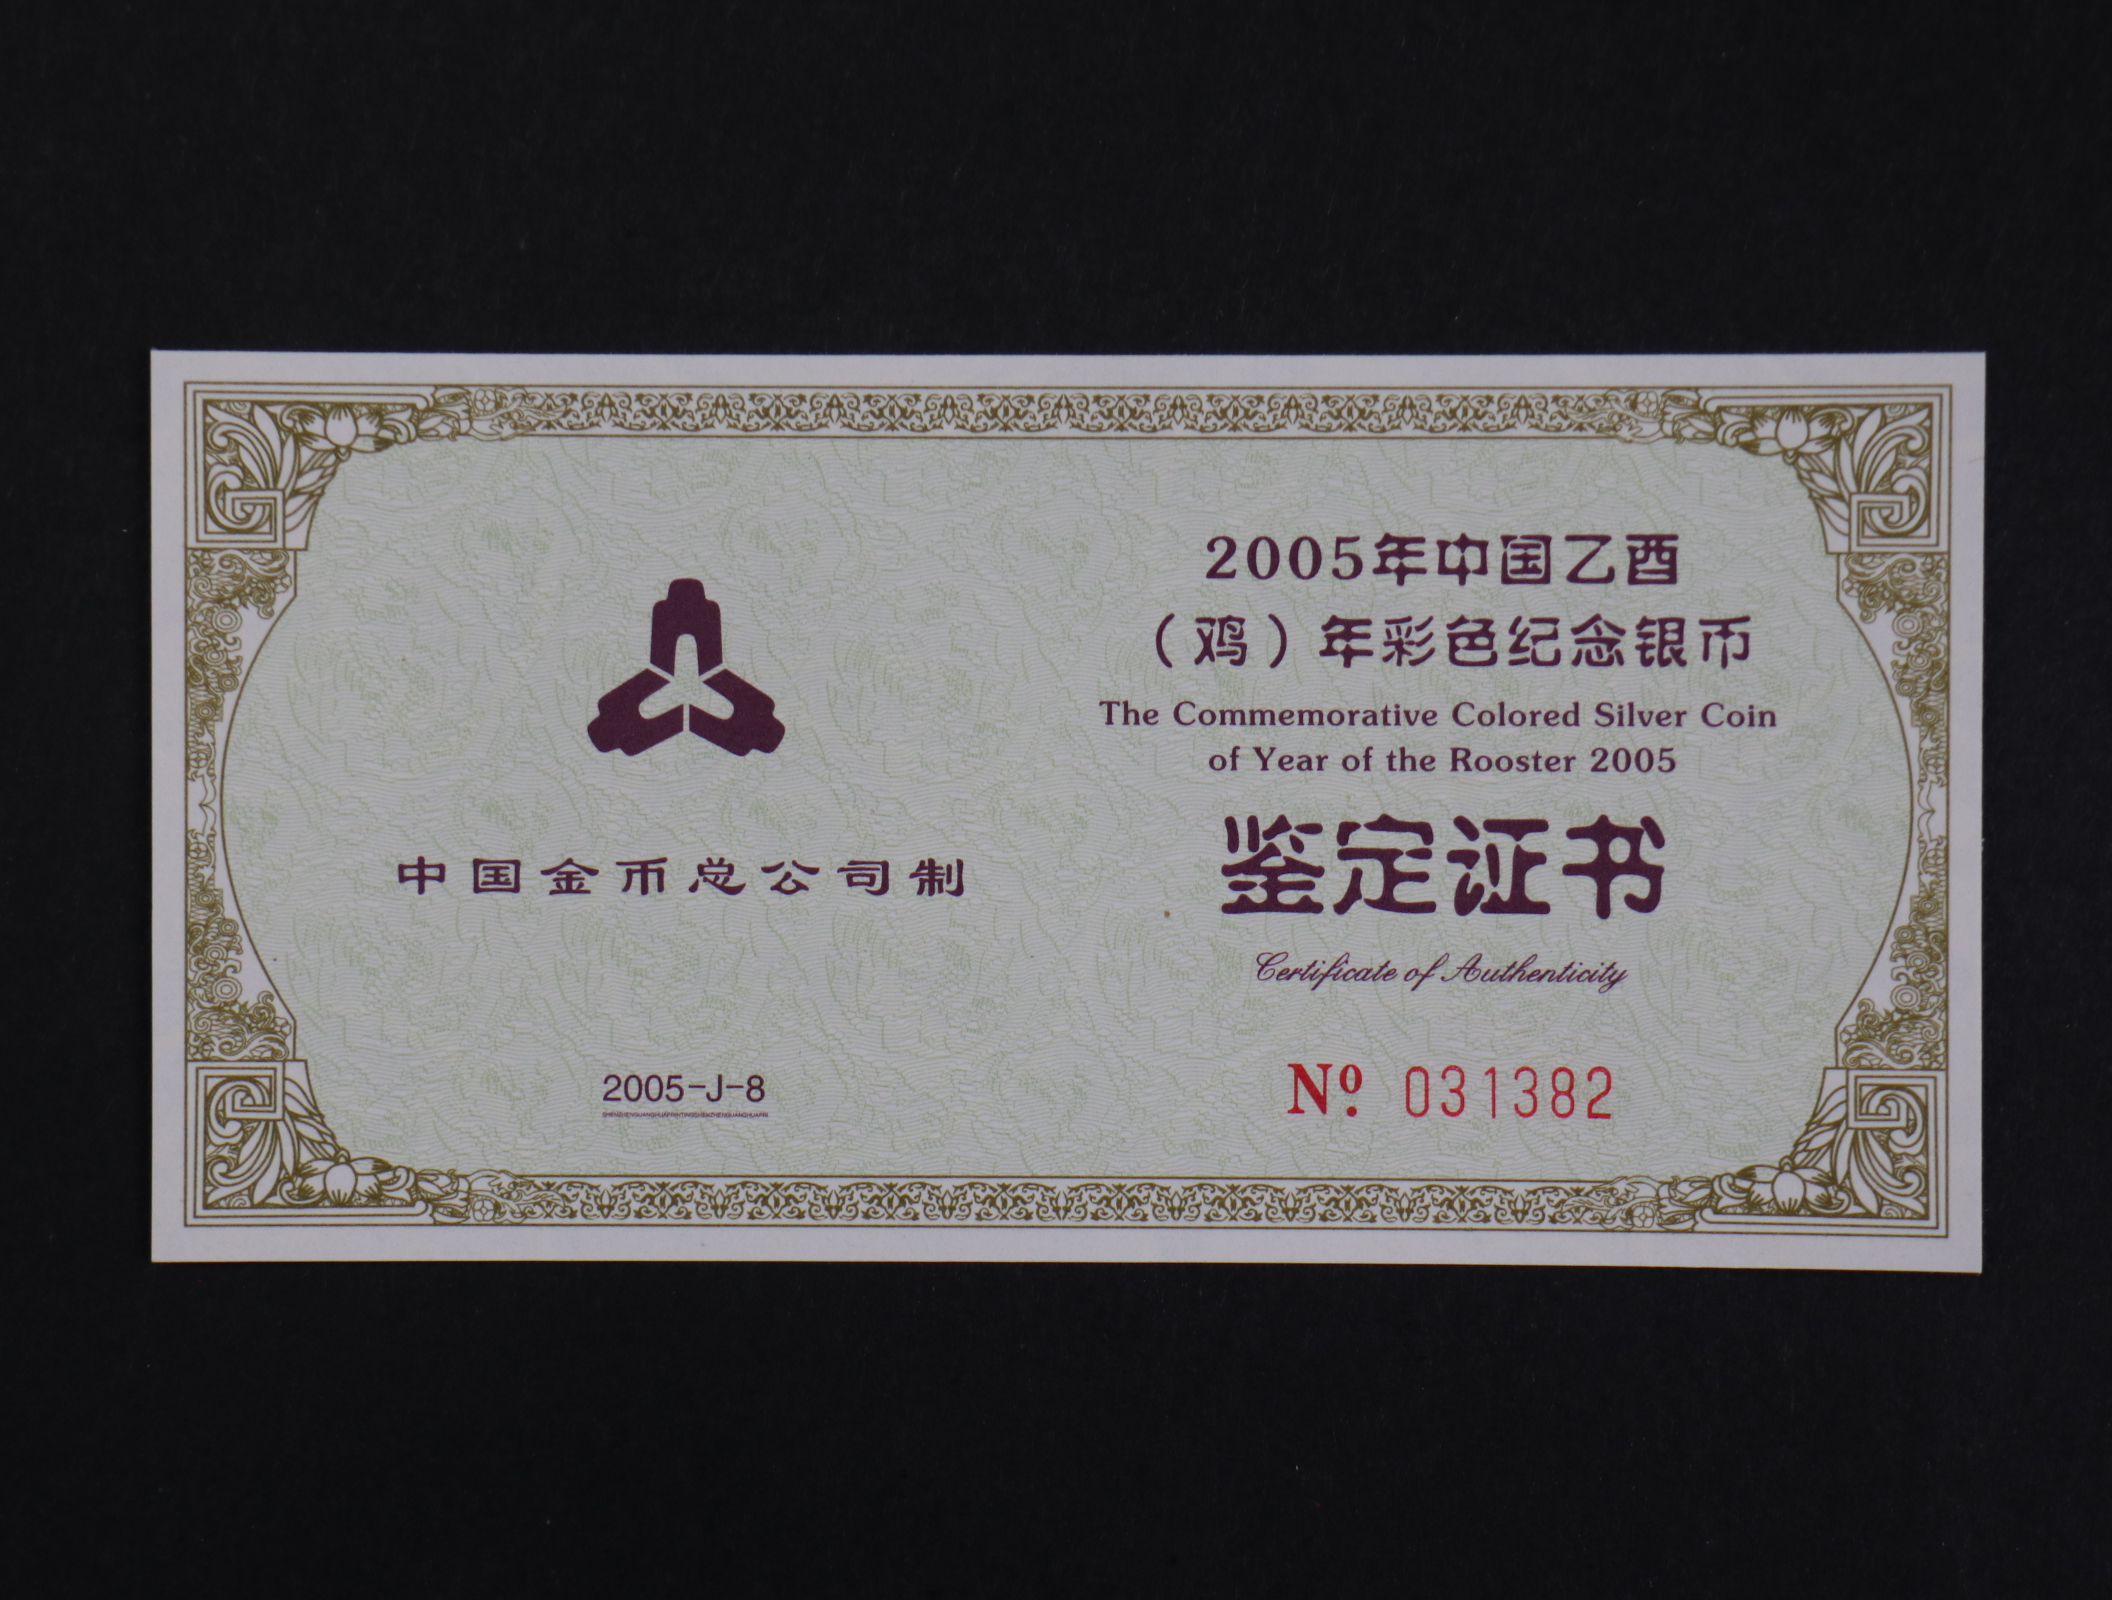 中国金币总公司制
2005-J-8
2005年中国乙酉
（鸡）年彩色纪念银币
The Commemorative Colored Silver Coin
of Year of the Rooster 2005
鉴定证书
Certificate of Authenticity
Nº. 031382